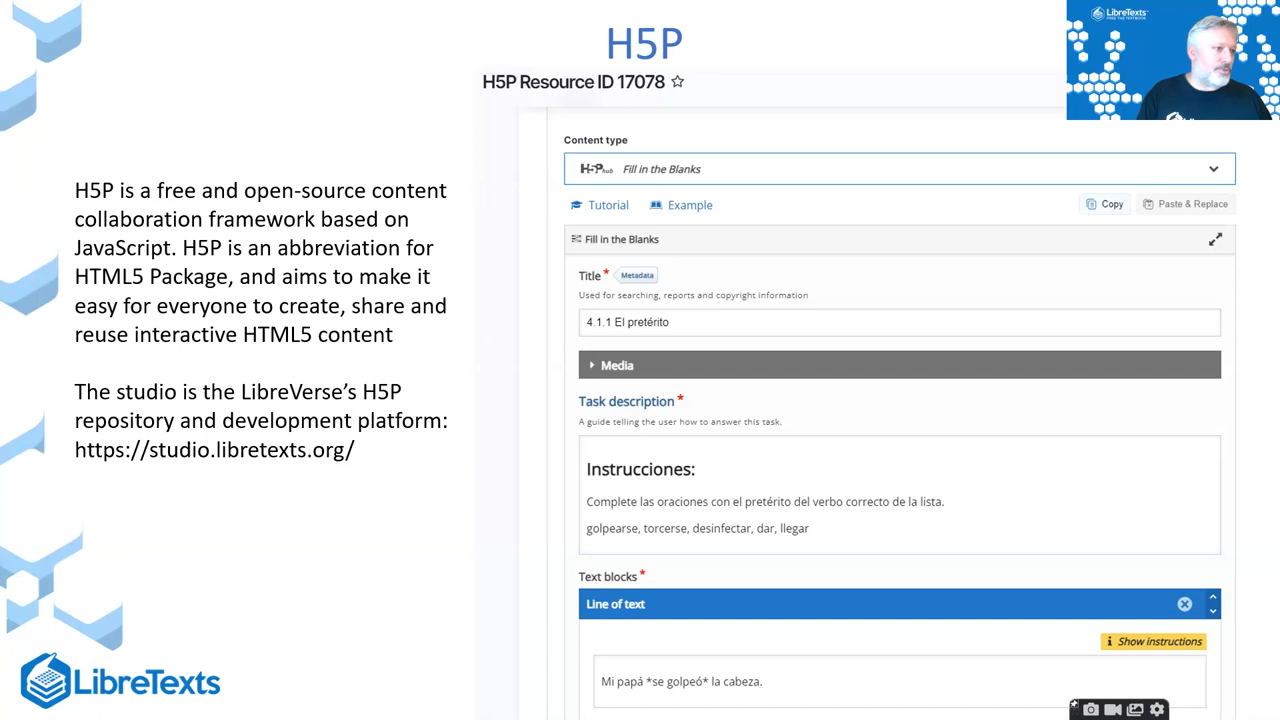 H5P
LibreTexts
FREE THE TEXTBOOK
H5P Resource ID 17078
Content type
H5P hub Fill in the Blanks
Tutorial Example Copy Paste & Replace
Fill in the Blanks
Title * Metadata
Used for searching, reports and copyright information
4.1.1 El pretérito
Media
Task description *
A guide telling the user how to answer this task.
Instrucciones:
Complete las oraciones con el pretérito del verbo correcto de la lista.
golpearse, torcerse, desinfectar, dar, llegar
Text blocks *
Line of text
Show instructions
Mi papá *se golpeó* la cabeza.
H5P is a free and open-source content
collaboration framework based on
JavaScript. H5P is an abbreviation for
HTML5 Package, and aims to make it
easy for everyone to create, share and
reuse interactive HTML5 content
The studio is the LibreVerse’s H5P
repository and development platform:
https://studio.libretexts.org/
LibreTexts